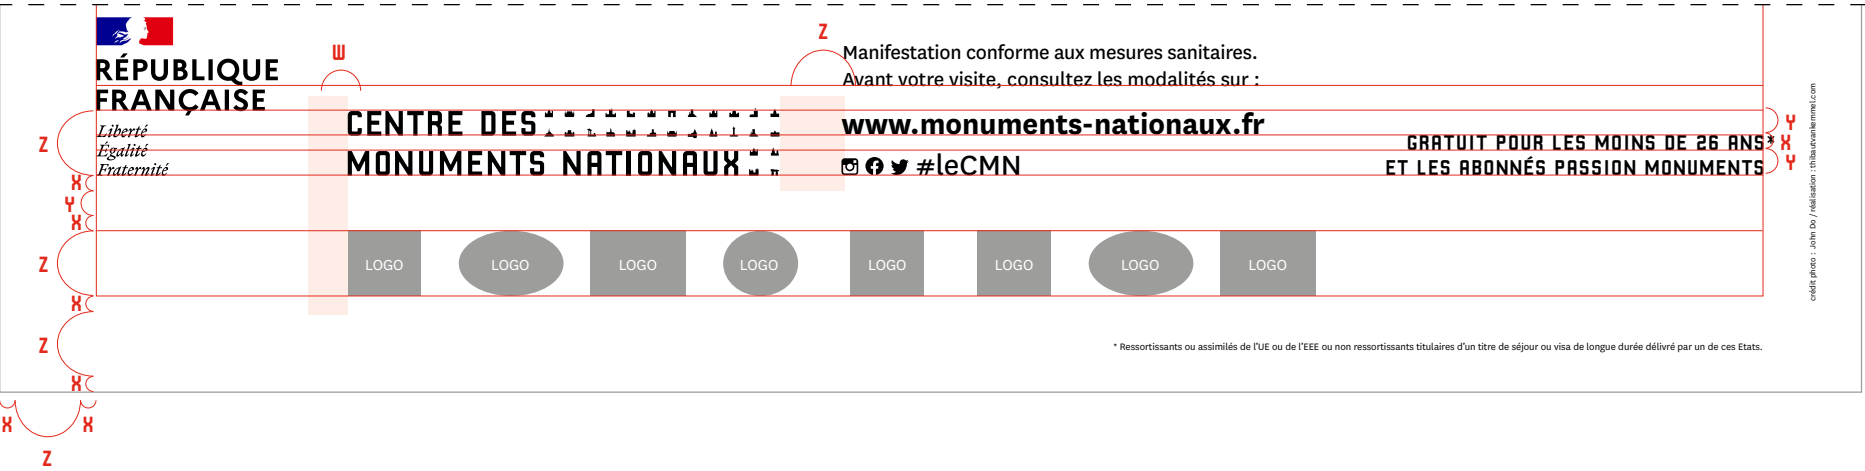 RÉPUBLIQUE
FRANÇAISE
Liberté
Égalité
Fraternité
W
Z
CENTRE DES
MONUMENTS NATIONAUX
Manifestation conforme aux mesures sanitaires.
Avant votre visite, consultez les modalités sur :
www.monuments-nationaux.fr
#leCMN
GRATUIT POUR LES MOINS DE 26 ANS*
ET LES ABONNÉS PASSION MONUMENTS
Y
X
Y
crédit photo : John Do / réalisation : thibautvankemmel.com
Z
X
Y
X
Z
X
Z
X
LOGO
LOGO
LOGO
LOGO
LOGO
LOGO
LOGO
LOGO
* Ressortissants ou assimilés de l'UE ou de l'EEE ou non ressortissants titulaires d'un titre de séjour ou visa de longue durée délivré par un de ces Etats.
X
X
Z